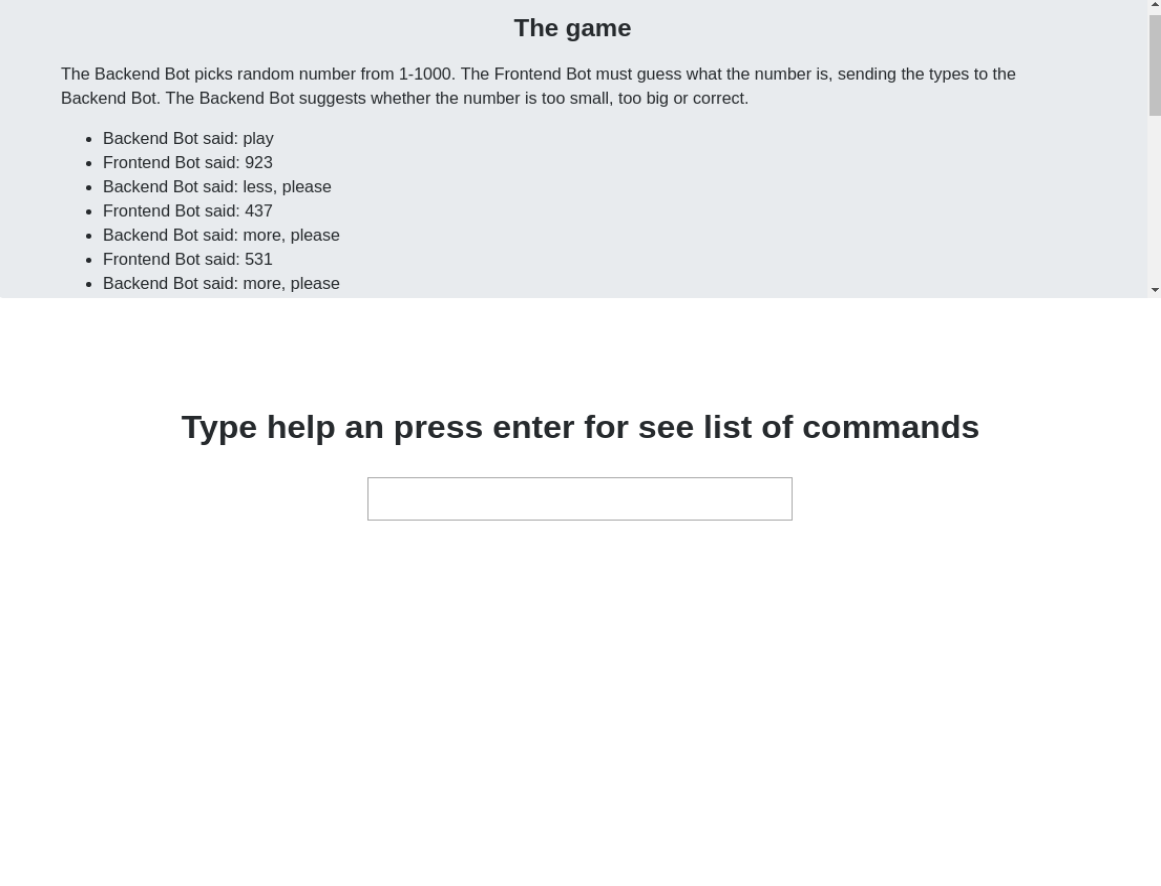 The game
The Backend Bot picks random number from 1-1000. The Frontend Bot must guess what the number is, sending the types to the
Backend Bot. The Backend Bot suggests whether the number is too small, too big or correct.
Backend Bot said: play
Frontend Bot said: 923
Backend Bot said: less, please
Frontend Bot said: 437
Backend Bot said: more, please
Frontend Bot said: 531
Backend Bot said: more, please
Type help an press enter for see list of commands